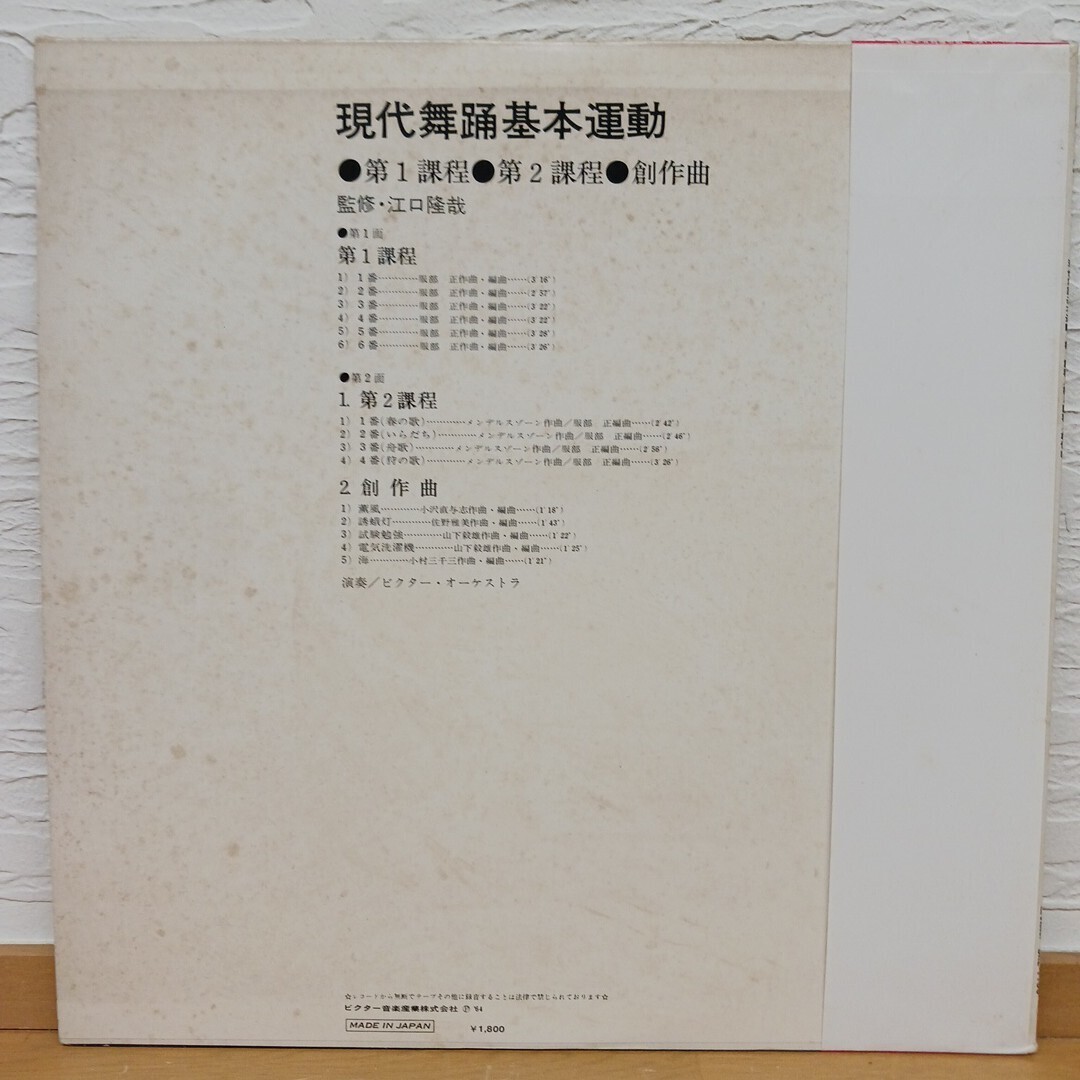 現代舞踊基本運動
●第1課程●第2課程●創作曲
監修・江口隆哉
●第1面
第1課程
1) 1番…………服部 正作曲・編曲……(3'16")
2) 2番…………服部 正作曲・編曲……(2'37")
3) 3番…………服部 正作曲・編曲……(3'22")
4) 4番…………服部 正作曲・編曲……(3'22")
5) 5番…………服部 正作曲・編曲……(3'28")
6) 6番…………服部 正作曲・編曲……(3'26")
●第2面
1. 第2課程
1) 1番(春の歌)…………メンデルスゾーン作曲／服部 正編曲……(2'42")
2) 2番(いらだち)…………メンデルスゾーン作曲／服部 正編曲……(2'46")
3) 3番(舟歌)…………メンデルスゾーン作曲／服部 正編曲……(2'36")
4) 4番(狩の歌)…………メンデルスゾーン作曲／服部 正編曲……(3'26")
2. 創作曲
1) 薫風…………小沢直与志作曲・編曲……(1'18")
2) 誘蛾灯…………佐野雅美作曲・編曲……(1'43")
3) 試験勉強…………山下毅雄作曲・編曲……(1'22")
4) 電気洗濯機…………山下毅雄作曲・編曲……(1'25")
5) 海…………小村三千三作曲・編曲……(1'21")
演奏／ビクター・オーケストラ
☆レコードから無断でテープその他に録音することは法律で禁じられております☆
ビクター音楽産業株式会社 Ⓟ '64
MADE IN JAPAN ￥1,800